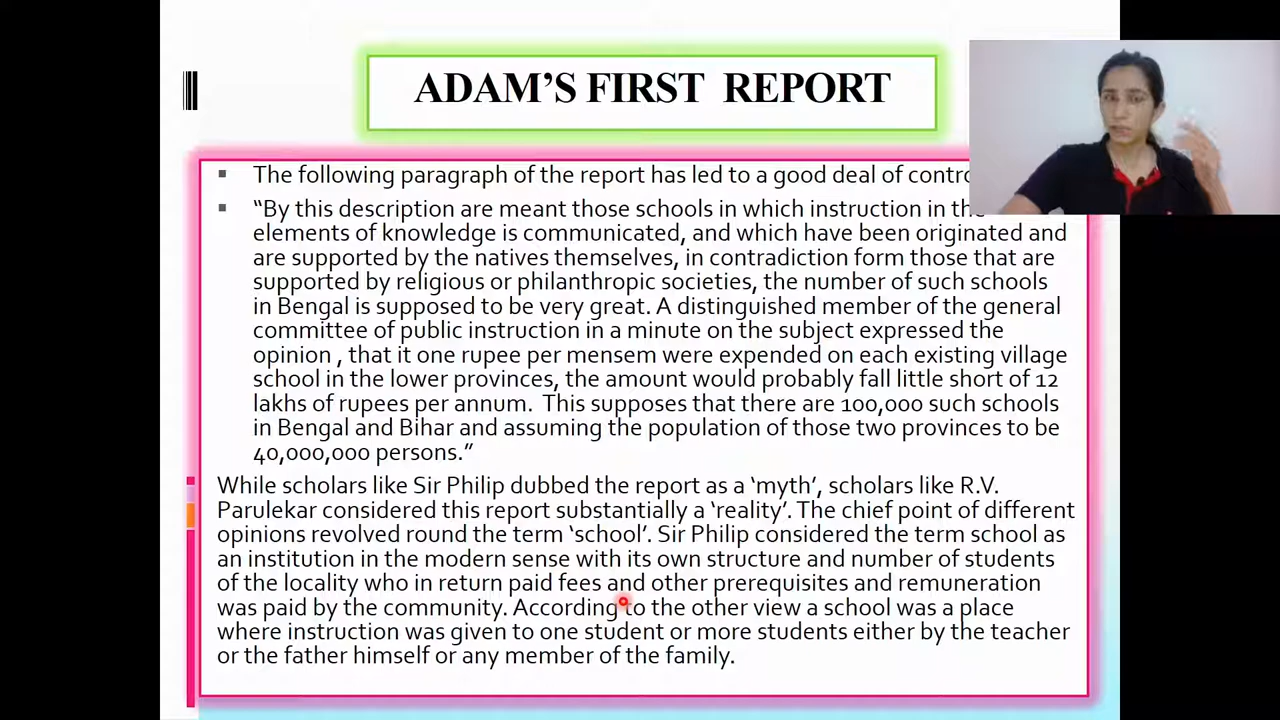 ADAM'S FIRST REPORT
▪ The following paragraph of the report has led to a good deal of
▪ “By this description are meant those schools in which instruction in the
elements of knowledge is communicated, and which have been originated and
are supported by the natives themselves, in contradiction form those that are
supported by religious or philanthropic societies, the number of such schools
in Bengal is supposed to be very great. A distinguished member of the general
committee of public instruction in a minute on the subject expressed the
opinion , that it one rupee per mensem were expended on each existing village
school in the lower provinces, the amount would probably fall little short of 12
lakhs of rupees per annum. This supposes that there are 100,000 such schools
in Bengal and Bihar and assuming the population of those two provinces to be
40,000,000 persons.”
While scholars like Sir Philip dubbed the report as a ‘myth’, scholars like R.V.
Parulekar considered this report substantially a ‘reality’. The chief point of different
opinions revolved round the term ‘school’. Sir Philip considered the term school as
an institution in the modern sense with its own structure and number of students
of the locality who in return paid fees and other prerequisites and remuneration
was paid by the community. According to the other view a school was a place
where instruction was given to one student or more students either by the teacher
or the father himself or any member of the family.